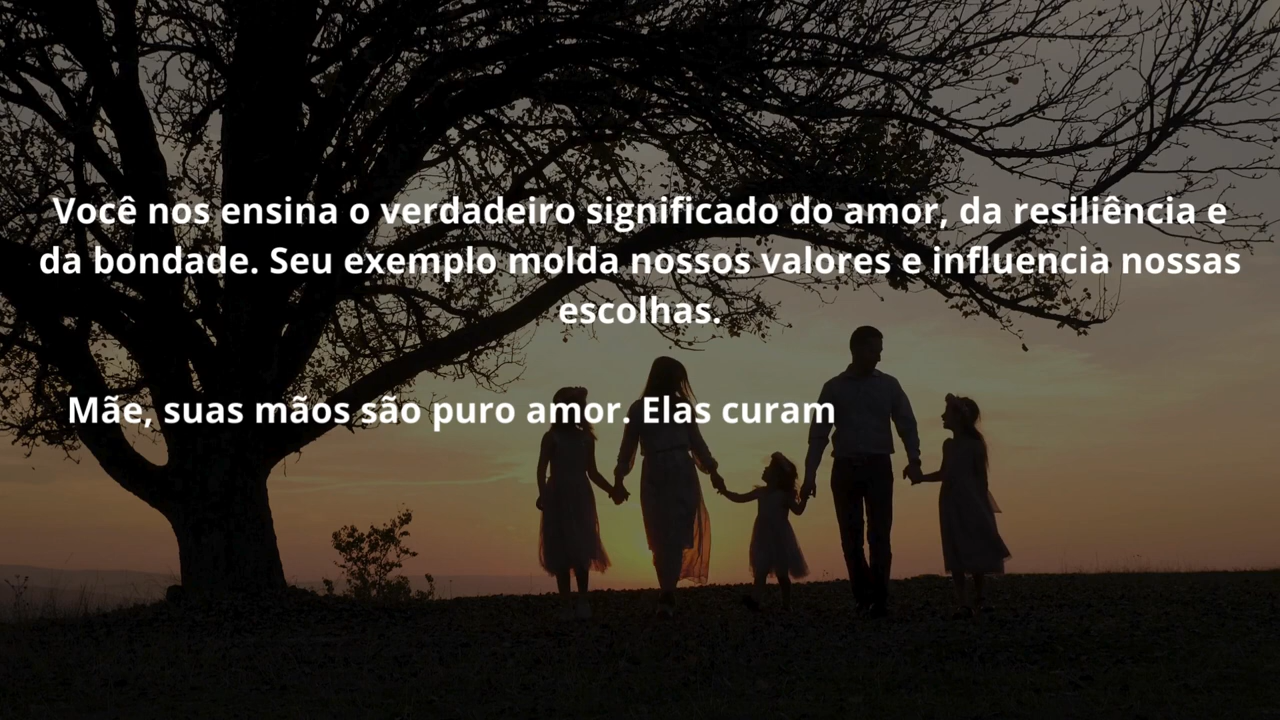 Você nos ensina o verdadeiro significado do amor, da resiliência e
da bondade. Seu exemplo molda nossos valores e influencia nossas
escolhas.
Mãe, suas mãos são puro amor. Elas curam